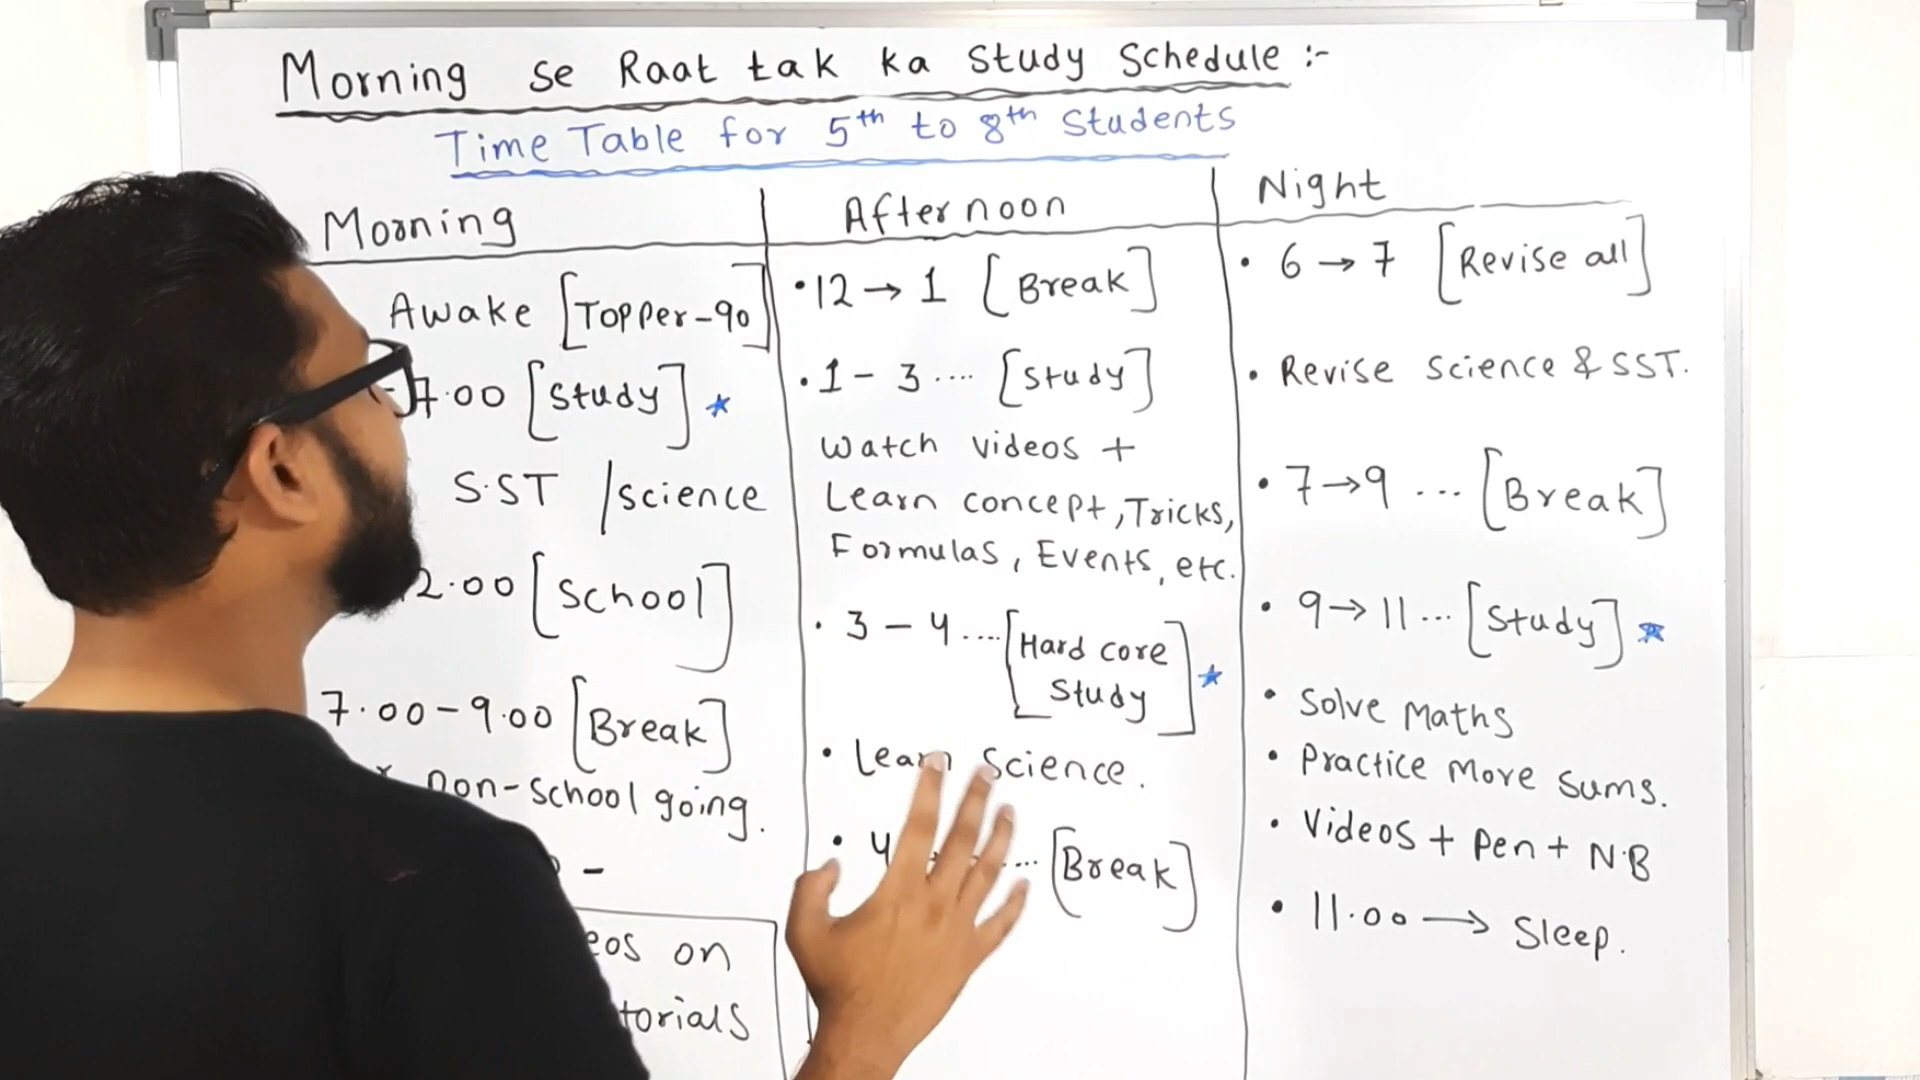 Morning se Raat tak ka Study Schedule :-
Time Table for 5th to 8th Students
Morning
Awake [Topper-90]
7.00 [Study] ★
S.ST / Science
2.00 [School]
7.00-9.00 [Break]
non-school going.
-
on
Afternoon
• 12 → 1 [Break]
• 1 - 3 .... [Study]
Watch videos +
Learn concept, Tricks,
Formulas, Events, etc.
• 3 - 4 .... [Hard core
Study] ★
• Learn Science.
• 4 ... [Break]
Night
• 6 → 7 [Revise all]
• Revise Science & SST.
• 7 → 9 ... [Break]
• 9 → 11 ... [Study] ★
• Solve Maths
• Practice More Sums.
• Videos + Pen + N.B
• 11.00 → Sleep.